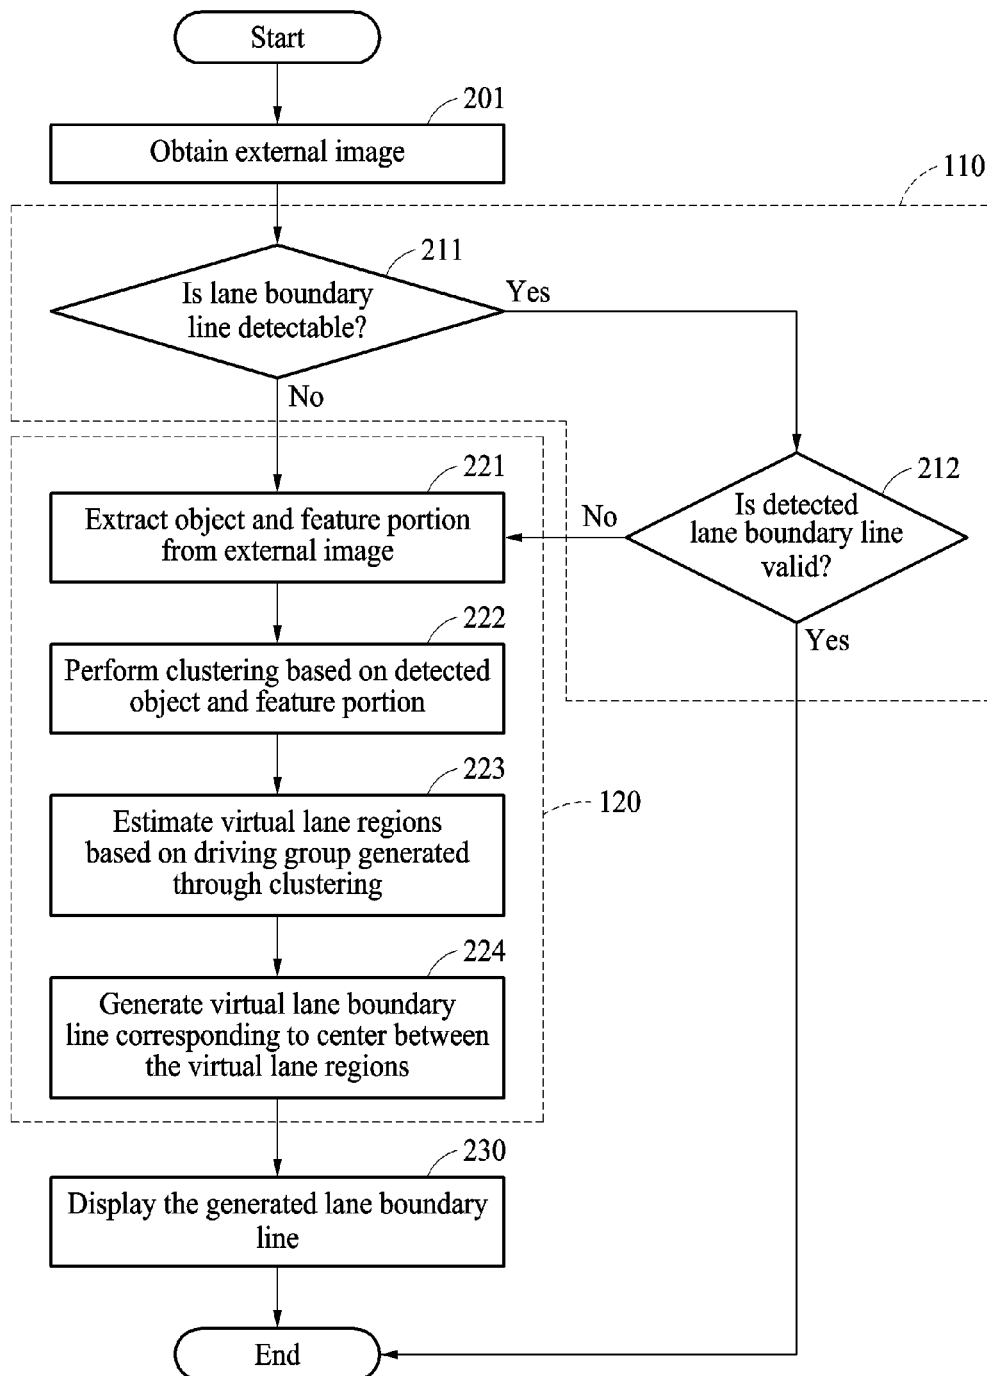 Start
201
Obtain external image
110
211
Is lane boundary
line detectable?
Yes
No
221
Extract object and feature portion
from external image
212
Is detected
lane boundary line
valid?
No
Yes
222
Perform clustering based on detected
object and feature portion
223
Estimate virtual lane regions
based on driving group generated
through clustering
120
224
Generate virtual lane boundary
line corresponding to center between
the virtual lane regions
230
Display the generated lane boundary
line
End